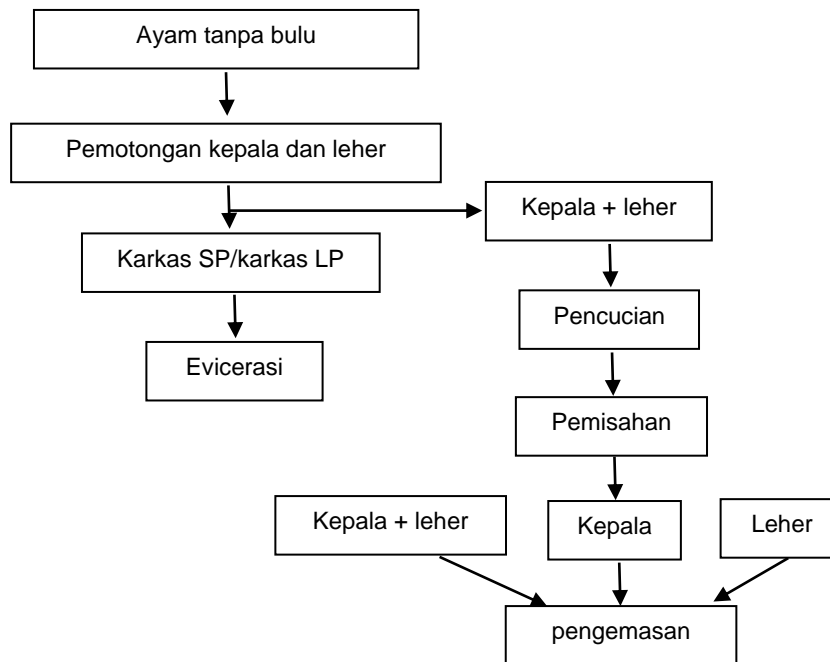 Ayam tanpa bulu
Pemotongan kepala dan leher
Kepala + leher
Karkas SP/karkas LP
Pencucian
Evicerasi
Pemisahan
Kepala + leher
Kepala
Leher
pengemasan